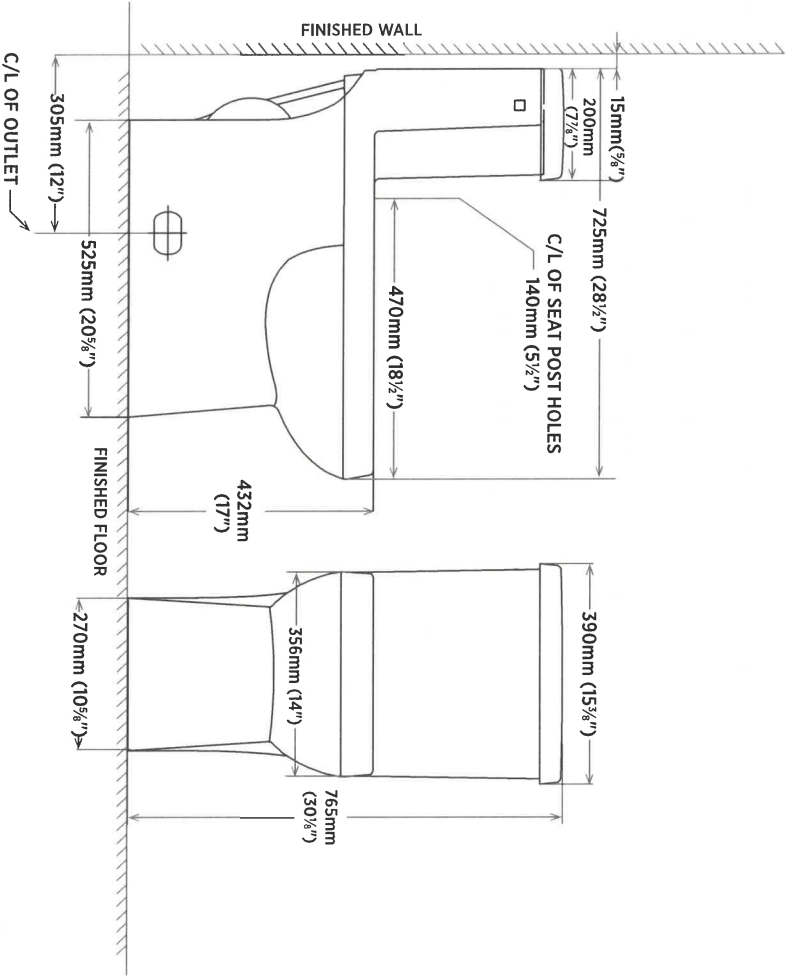 FINISHED WALL
15mm(⅝")
200mm
(7⅞")
725mm (28½")
C/L OF SEAT POST HOLES
140mm (5½")
470mm (18½")
305mm (12")
C/L OF OUTLET
525mm (20⅝")
432mm
(17")
FINISHED FLOOR
390mm (15⅜")
356mm (14")
270mm (10⅝")
765mm
(30⅛")